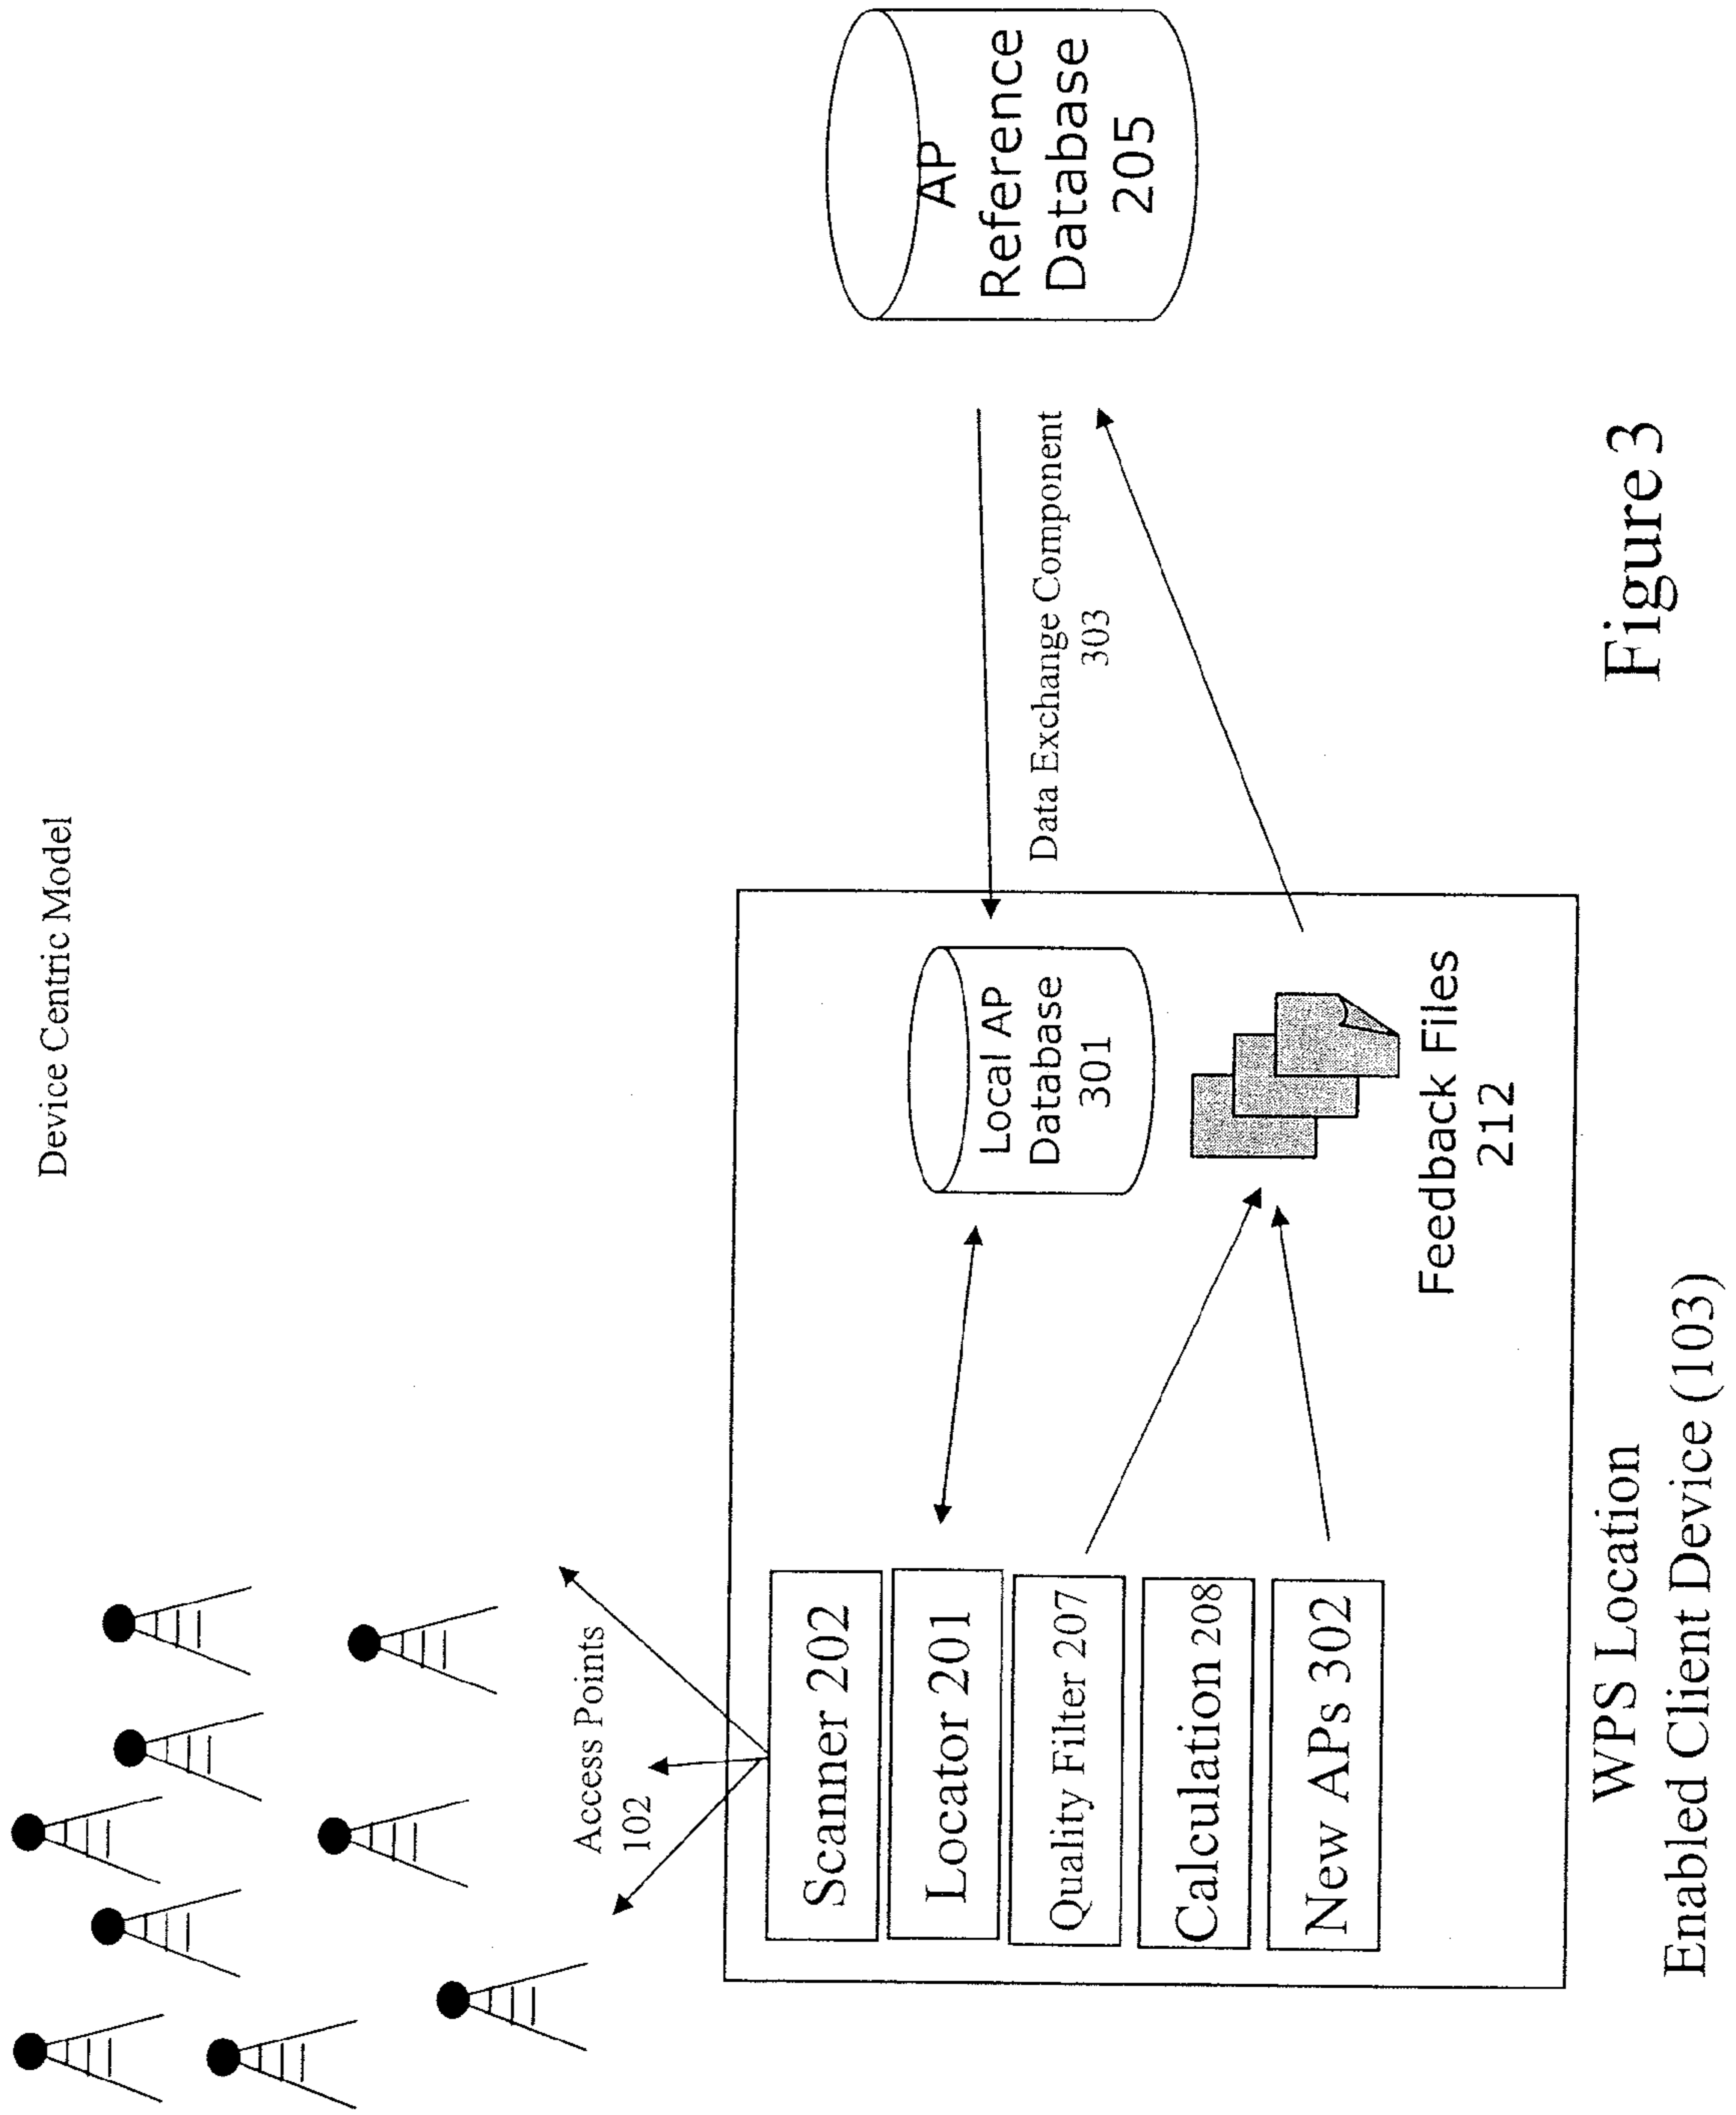 Device Centric Model
Access Points
102
Scanner 202
Locator 201
Quality Filter 207
Calculation 208
New APs 302
Local AP
Database
301
Feedback Files
212
Data Exchange Component
303
AP
Reference
Database
205
WPS Location
Enabled Client Device (103)
Figure 3